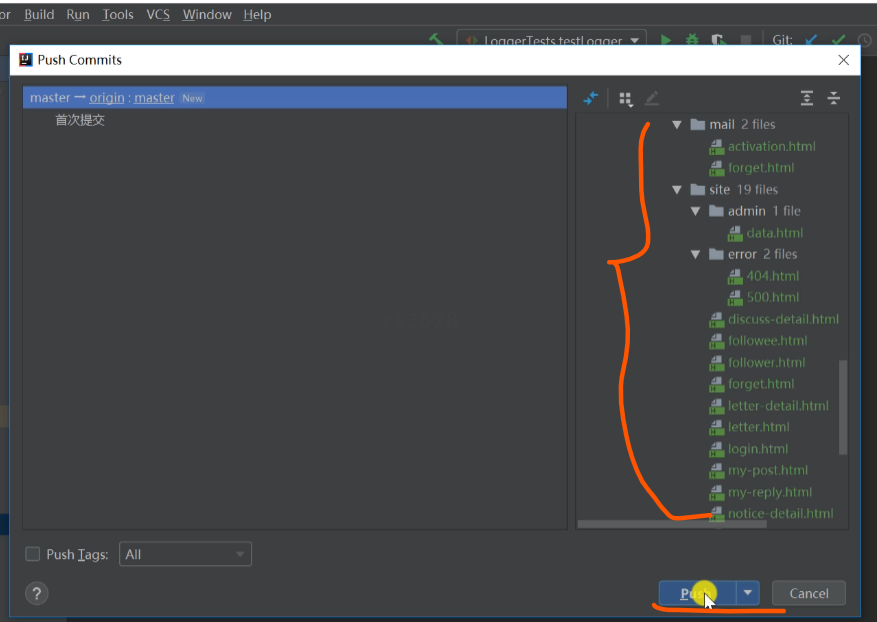 or Build Run Tools VCS Window Help
LoggerTests.testLogger Git:
Push Commits
master → origin : master New
首次提交
mail 2 files
activation.html
forget.html
site 19 files
admin 1 file
data.html
error 2 files
404.html
500.html
discuss-detail.html
followee.html
follower.html
forget.html
letter-detail.html
letter.html
login.html
my-post.html
my-reply.html
notice-detail.html
Push Tags: All
? Push Cancel